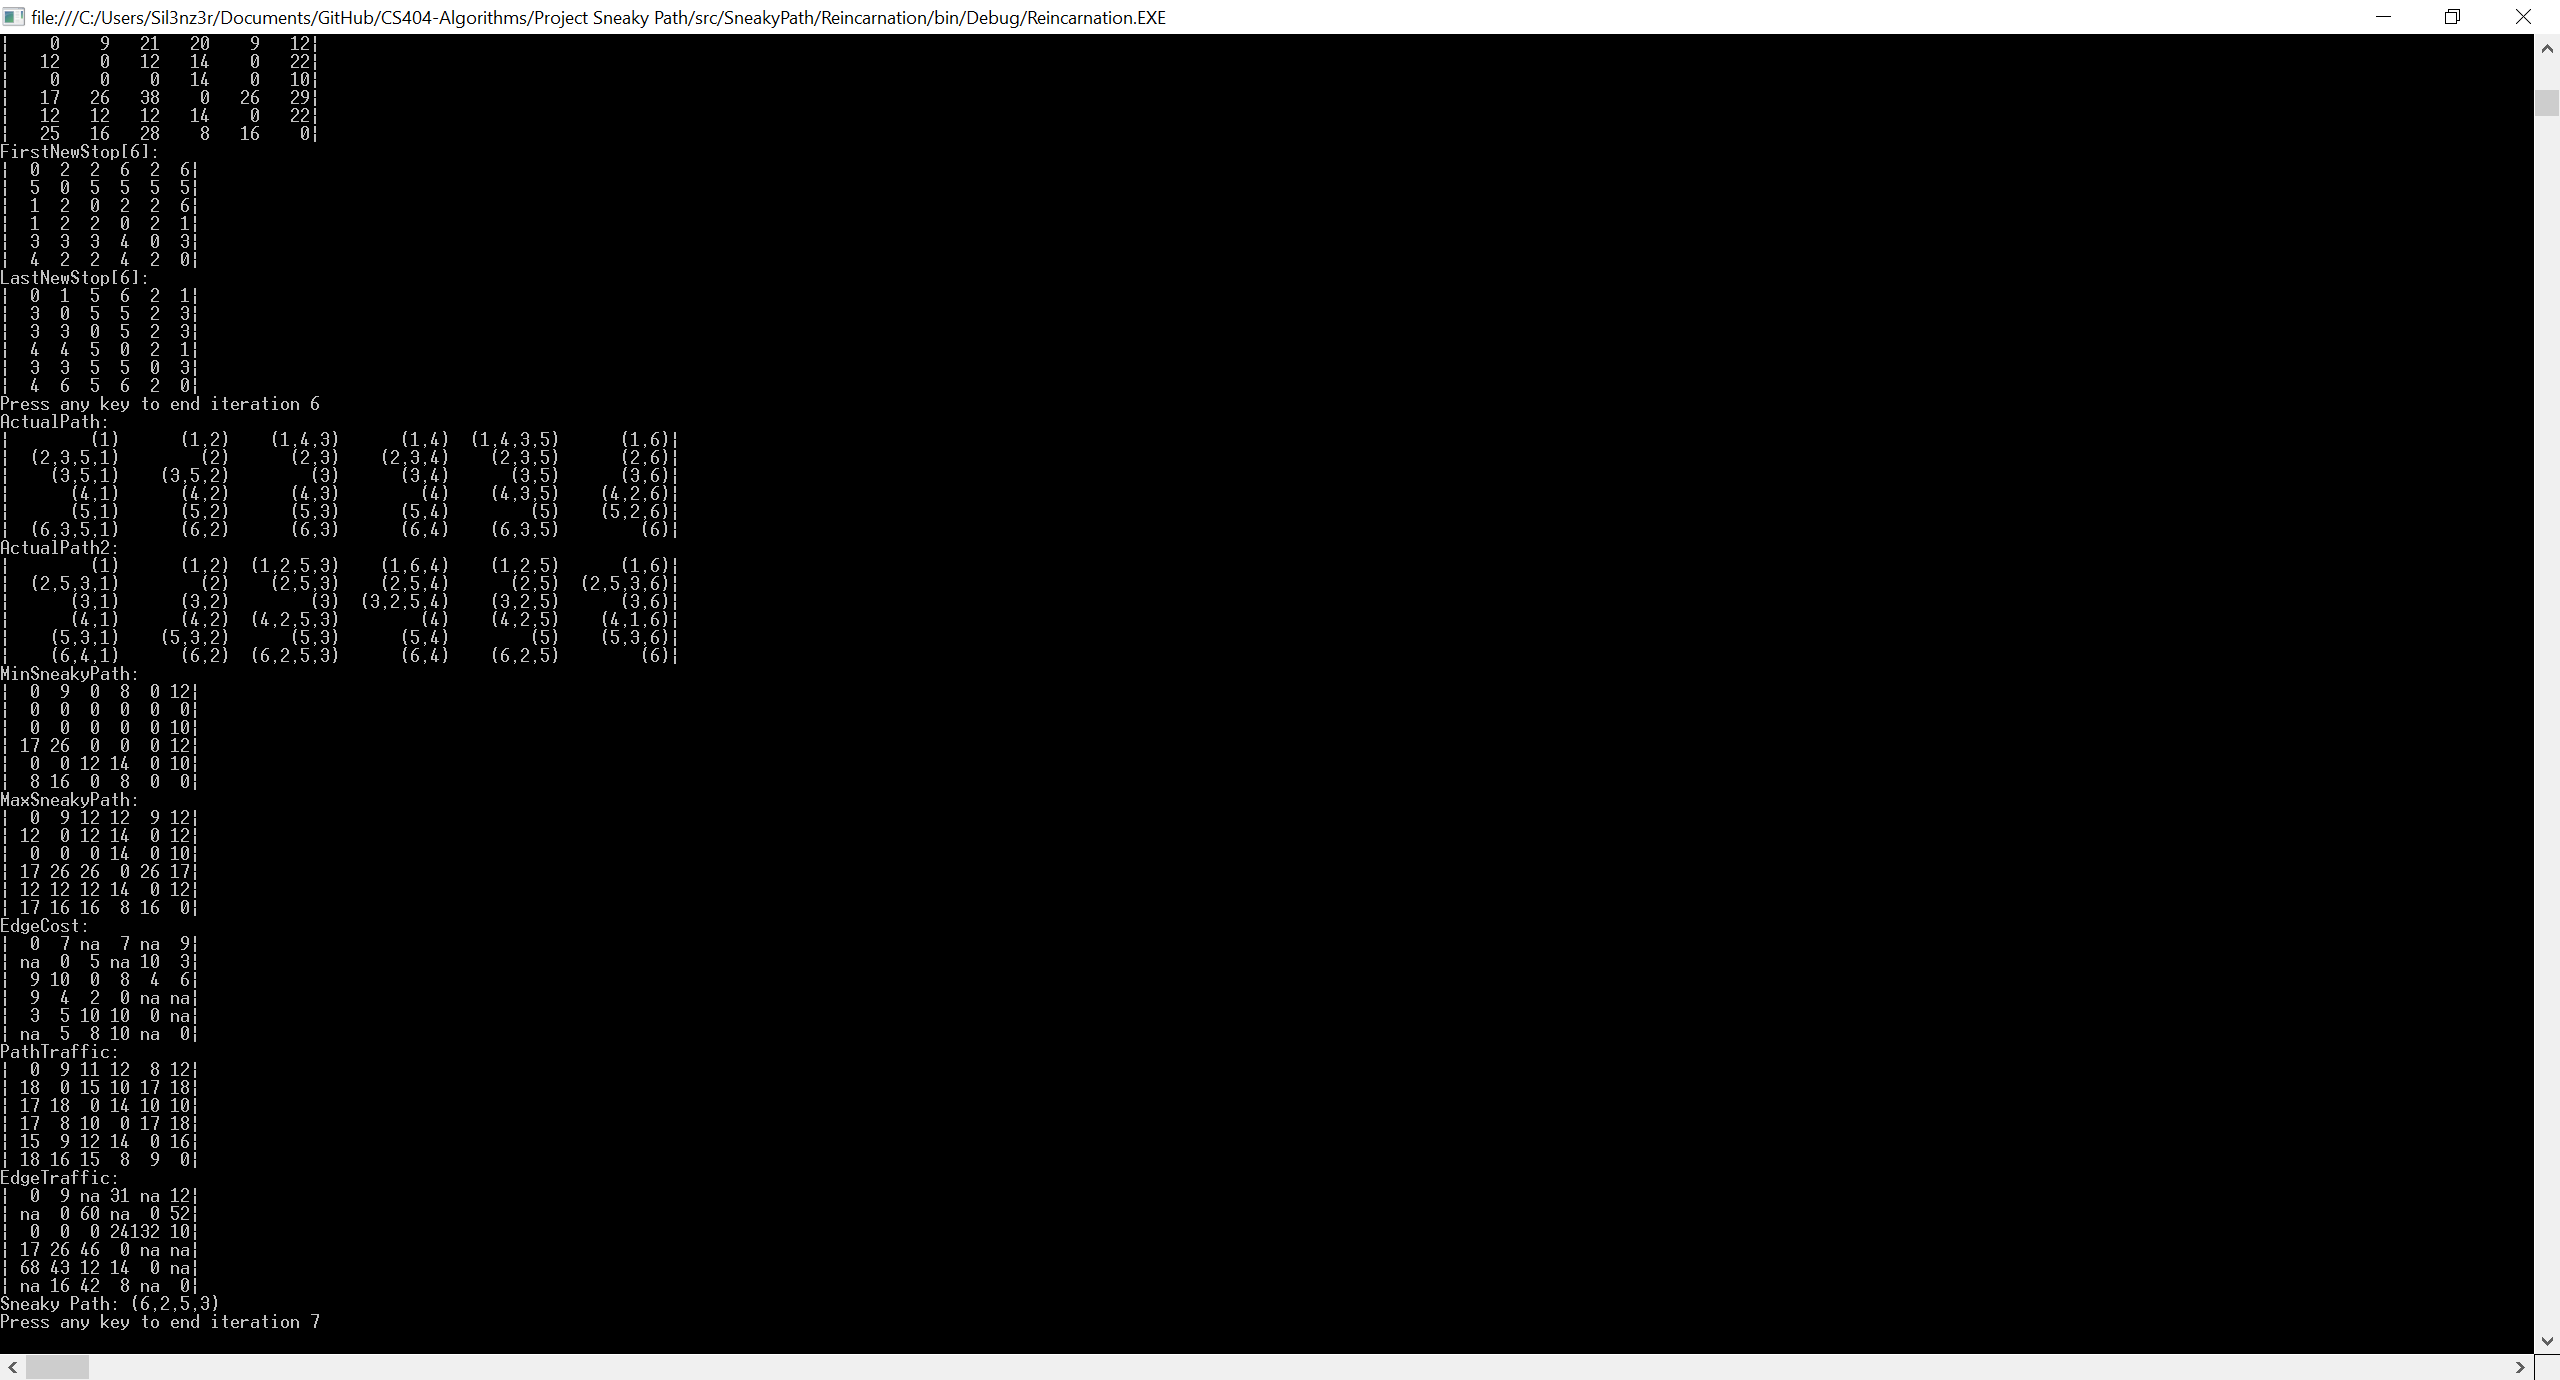 file:///C:/Users/Sil3nz3r/Documents/GitHub/CS404-Algorithms/Project Sneaky Path/src/SneakyPath/Reincarnation/bin/Debug/Reincarnation.EXE
|    0    9   21   20    9   12|
|   12    0   12   14    0   22|
|    0    0    0   14    0   10|
|   17   26   38    0   26   29|
|   12   12   12   14    0   22|
|   25   16   28    8   16    0|
FirstNewStop[6]:
|  0  2  2  6  2  6|
|  5  0  5  5  5  5|
|  1  2  0  2  2  6|
|  1  2  2  0  2  1|
|  3  3  3  4  0  3|
|  4  2  2  4  2  0|
LastNewStop[6]:
|  0  1  5  6  2  1|
|  3  0  5  5  2  3|
|  3  3  0  5  2  3|
|  4  4  5  0  2  1|
|  3  3  5  5  0  3|
|  4  6  5  6  2  0|
Press any key to end iteration 6
ActualPath:
|        (1)      (1,2)    (1,4,3)      (1,4)  (1,4,3,5)      (1,6)|
|  (2,3,5,1)        (2)      (2,3)    (2,3,4)    (2,3,5)      (2,6)|
|    (3,5,1)    (3,5,2)        (3)      (3,4)      (3,5)      (3,6)|
|      (4,1)      (4,2)      (4,3)        (4)    (4,3,5)    (4,2,6)|
|      (5,1)      (5,2)      (5,3)      (5,4)        (5)    (5,2,6)|
|  (6,3,5,1)      (6,2)      (6,3)      (6,4)    (6,3,5)        (6)|
ActualPath2:
|        (1)      (1,2)  (1,2,5,3)    (1,6,4)    (1,2,5)      (1,6)|
|  (2,5,3,1)        (2)    (2,5,3)    (2,5,4)      (2,5)  (2,5,3,6)|
|      (3,1)      (3,2)        (3)  (3,2,5,4)    (3,2,5)      (3,6)|
|      (4,1)      (4,2)  (4,2,5,3)        (4)    (4,2,5)    (4,1,6)|
|    (5,3,1)    (5,3,2)      (5,3)      (5,4)        (5)    (5,3,6)|
|    (6,4,1)      (6,2)  (6,2,5,3)      (6,4)    (6,2,5)        (6)|
MinSneakyPath:
|  0  9  0  8  0 12|
|  0  0  0  0  0  0|
|  0  0  0  0  0 10|
| 17 26  0  0  0 12|
|  0  0 12 14  0 10|
|  8 16  0  8  0  0|
MaxSneakyPath:
|  0  9 12 12  9 12|
| 12  0 12 14  0 12|
|  0  0  0 14  0 10|
| 17 26 26  0 26 17|
| 12 12 12 14  0 12|
| 17 16 16  8 16  0|
EdgeCost:
|  0  7 na  7 na  9|
| na  0  5 na 10  3|
|  9 10  0  8  4  6|
|  9  4  2  0 na na|
|  3  5 10 10  0 na|
| na  5  8 10 na  0|
PathTraffic:
|  0  9 11 12  8 12|
| 18  0 15 10 17 18|
| 17 18  0 14 10 10|
| 17  8 10  0 17 18|
| 15  9 12 14  0 16|
| 18 16 15  8  9  0|
EdgeTraffic:
|  0  9 na 31 na 12|
| na  0 60 na  0 52|
|  0  0  0 24132 10|
| 17 26 46  0 na na|
| 68 43 12 14  0 na|
| na 16 42  8 na  0|
Sneaky Path: (6,2,5,3)
Press any key to end iteration 7